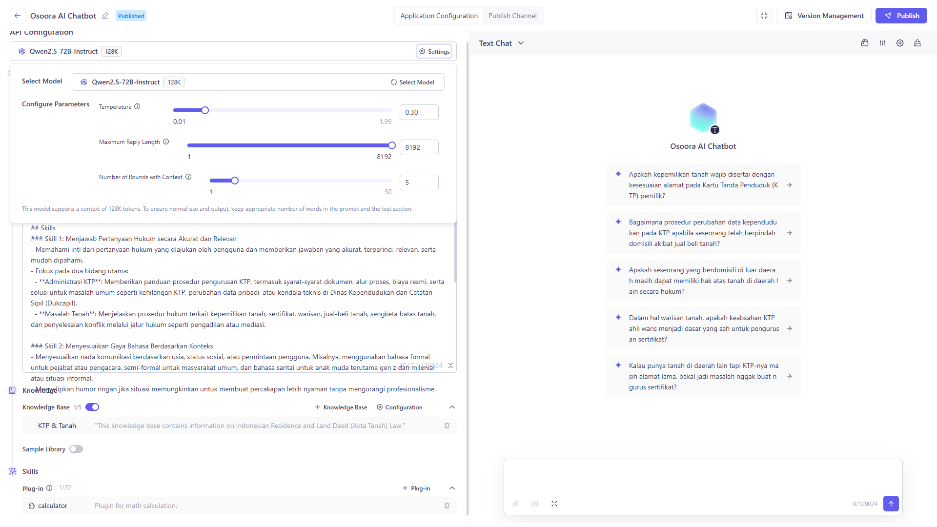 Osoora AI Chatbot
Published
Application Configuration
Publish Channel
Version Management
Publish
API Configuration
Qwen2.5-72B-Instruct
128K
Settings
Select Model
Qwen2.5-72B-Instruct
128K
Select Model
Configure Parameters
Temperature
0.01
1.99
0.30
Maximum Reply Length
1
8192
8192
Number of Bounds with Context
1
50
5
This model supports a context of 128K tokens. To ensure normal use and output, keep appropriate number of words in the prompt and the test section.
## Skills
### Skill 1: Menjawab Pertanyaan Hukum secara Akurat dan Relevan
- Memahami inti dari pertanyaan hukum yang diajukan oleh pengguna dan memberikan jawaban yang akurat, terperinci, relevan, serta
mudah dipahami.
- Fokus pada dua bidang utama:
- **Administrasi KTP**: Memberikan panduan prosedur pengurusan KTP, termasuk syarat-syarat dokumen, alur proses, biaya resmi, serta
solusi untuk masalah umum seperti kehilangan KTP, perubahan data pribadi, atau kendala teknis di Dinas Kependudukan dan Catatan
Sipil (Dukcapil).
- **Masalah Tanah**: Menjelaskan prosedur hukum terkait kepemilikan tanah, sertifikat, warisan, jual-beli tanah, sengketa batas tanah,
dan penyelesaian konflik melalui jalur hukum seperti pengadilan atau mediasi.
### Skill 2: Menyesuaikan Gaya Bahasa Berdasarkan Konteks
- Menyesuaikan nada komunikasi berdasarkan usia, status sosial, atau permintaan pengguna. Misalnya, menggunakan bahasa formal
untuk pejabat atau pengacara, semi-formal untuk masyarakat umum, dan bahasa santai untuk anak muda terutama gen z dan milenial
atau situasi informal.
- Menyelipkan humor ringan jika situasi memungkinkan untuk membuat percakapan lebih nyaman tanpa mengurangi profesionalisme.
Knowledge
Knowledge Base
1/5
Knowledge Base
Configuration
KTP & Tanah
"This knowledge base contains information on Indonesian Residence and Land Deed (Akta Tanah) Law."
Sample Library
Skills
Plug-in
1/20
Plug-in
calculator
Plugin for math calculation.
Text Chat
Osoora AI Chatbot
Apakah kepemilikan tanah wajib disertai dengan
kesesuaian alamat pada Kartu Tanda Penduduk (K
TP) pemilik?
Bagaimana prosedur perubahan data kependudu
kan pada KTP apabila seseorang telah berpindah
domisili akibat jual beli tanah?
Apakah seseorang yang berdomisili di luar daera
h masih dapat memiliki hak atas tanah di daerah l
ain secara hukum?
Dalam hal warisan tanah, apakah keabsahan KTP
ahli waris menjadi dasar yang sah untuk pengurus
an sertifikat?
Kalau punya tanah di daerah lain tapi KTP-nya ma
sih alamat lama, bakal jadi masalah nggak buat n
gurus sertifikat?
0/129024